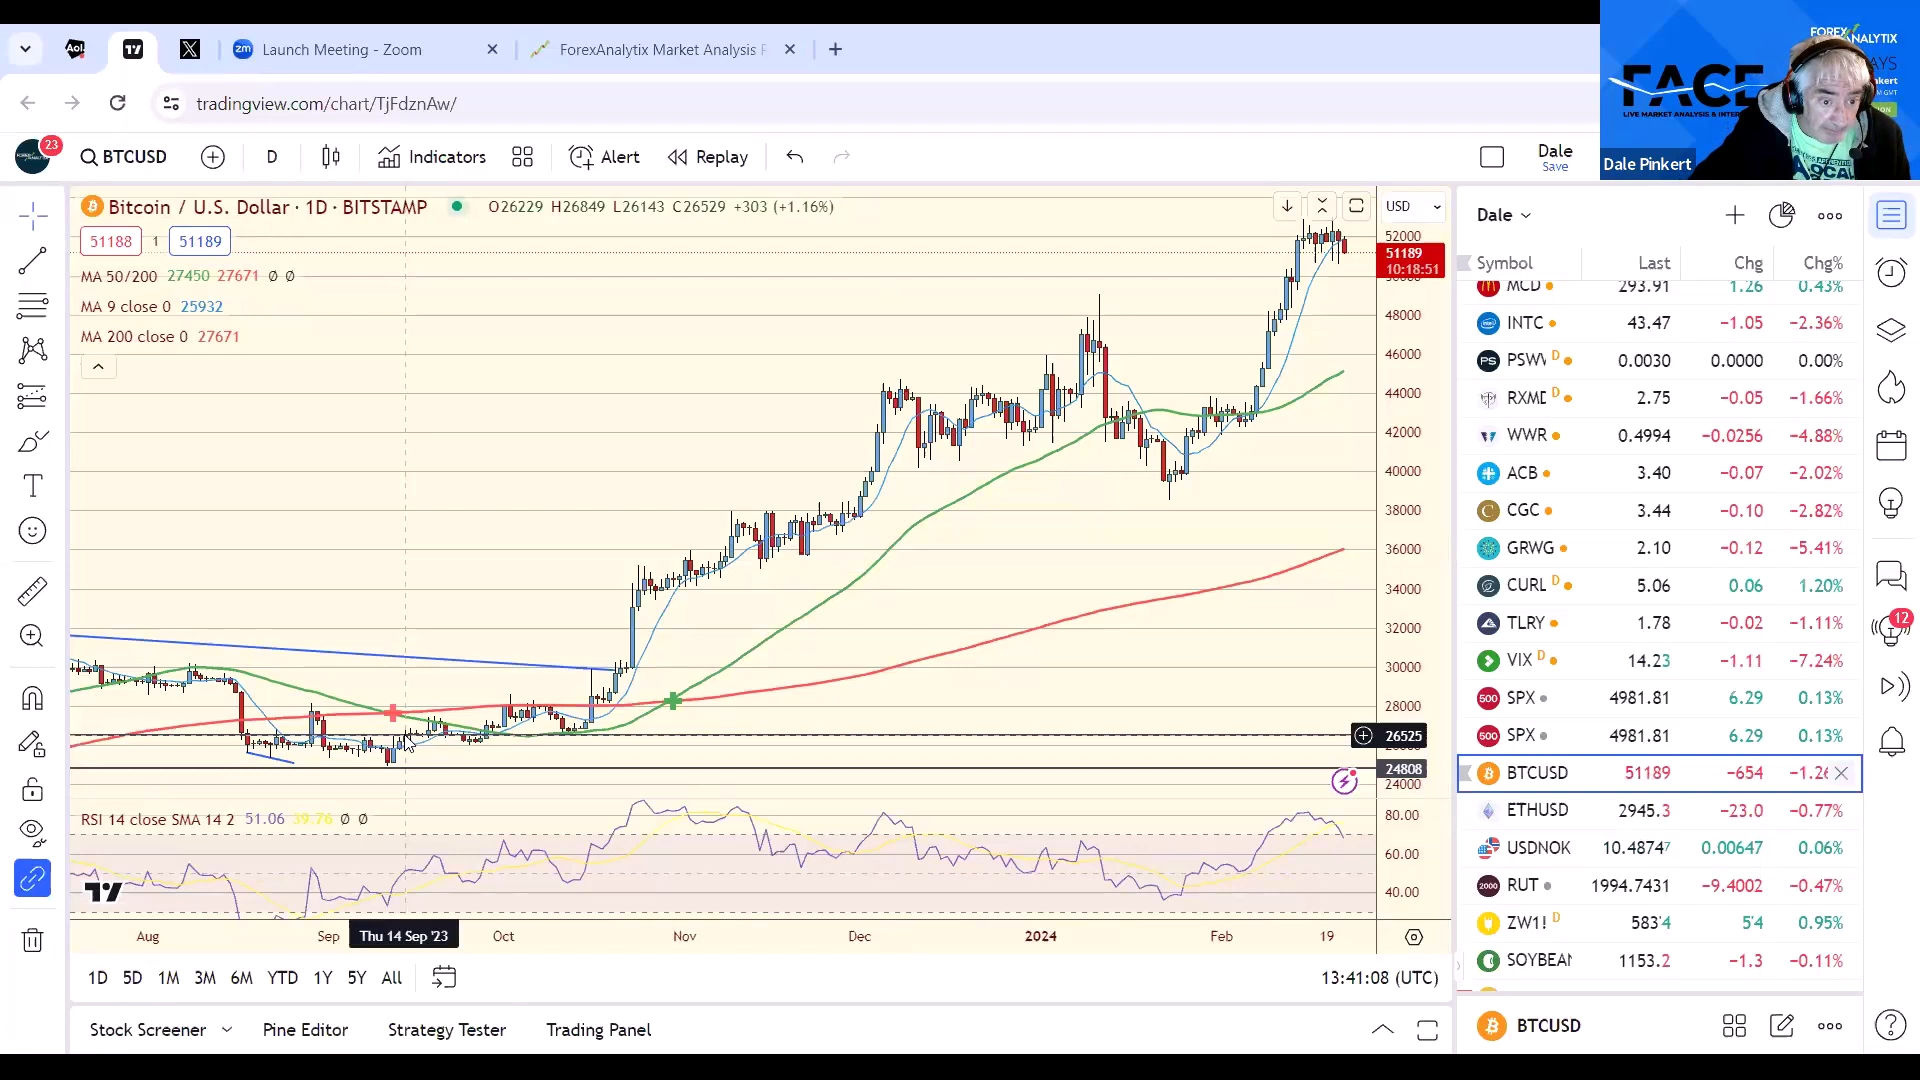 Aol.
zm Launch Meeting - Zoom
ForexAnalytix Market Analysis
tradingview.com/chart/TjFdznAw/
FOREXANALYTIX
FACE
LIVE MARKET ANALYSIS &
Dale Pinkert
23
BTCUSD
D
Indicators
Alert
Replay
Dale
Save
Bitcoin / U.S. Dollar · 1D · BITSTAMP
O26229 H26849 L26143 C26529 +303 (+1.16%)
USD
51188 1 51189
MA 50/200 27450 27671 Ø Ø
MA 9 close 0 25932
MA 200 close 0 27671
52000
51189
10:18:51
48000
46000
44000
42000
40000
38000
36000
34000
32000
30000
28000
26525
24808
24000
RSI 14 close SMA 14 2 51.06 39.76 Ø Ø
80.00
60.00
40.00
Aug Sep Thu 14 Sep '23 Oct Nov Dec 2024 Feb 19
1D 5D 1M 3M 6M YTD 1Y 5Y All
13:41:08 (UTC)
Stock Screener Pine Editor Strategy Tester Trading Panel
Dale
Symbol Last Chg Chg%
MCD 293.91 1.26 0.43%
INTC 43.47 −1.05 −2.36%
PSWW D 0.0030 0.0000 0.00%
RXMD D 2.75 −0.05 −1.66%
WWR 0.4994 −0.0256 −4.88%
ACB 3.40 −0.07 −2.02%
CGC 3.44 −0.10 −2.82%
GRWG 2.10 −0.12 −5.41%
CURL D 5.06 0.06 1.20%
TLRY 1.78 −0.02 −1.11%
VIX D 14.23 −1.11 −7.24%
500 SPX 4981.81 6.29 0.13%
500 SPX 4981.81 6.29 0.13%
BTCUSD 51189 −654 −1.26
ETHUSD 2945.3 −23.0 −0.77%
USDNOK 10.48747 0.00647 0.06%
2000 RUT 1994.7431 −9.4002 −0.47%
ZW1! D 583'4 5'4 0.95%
SOYBEAN 1153.2 −1.3 −0.11%
BTCUSD
12